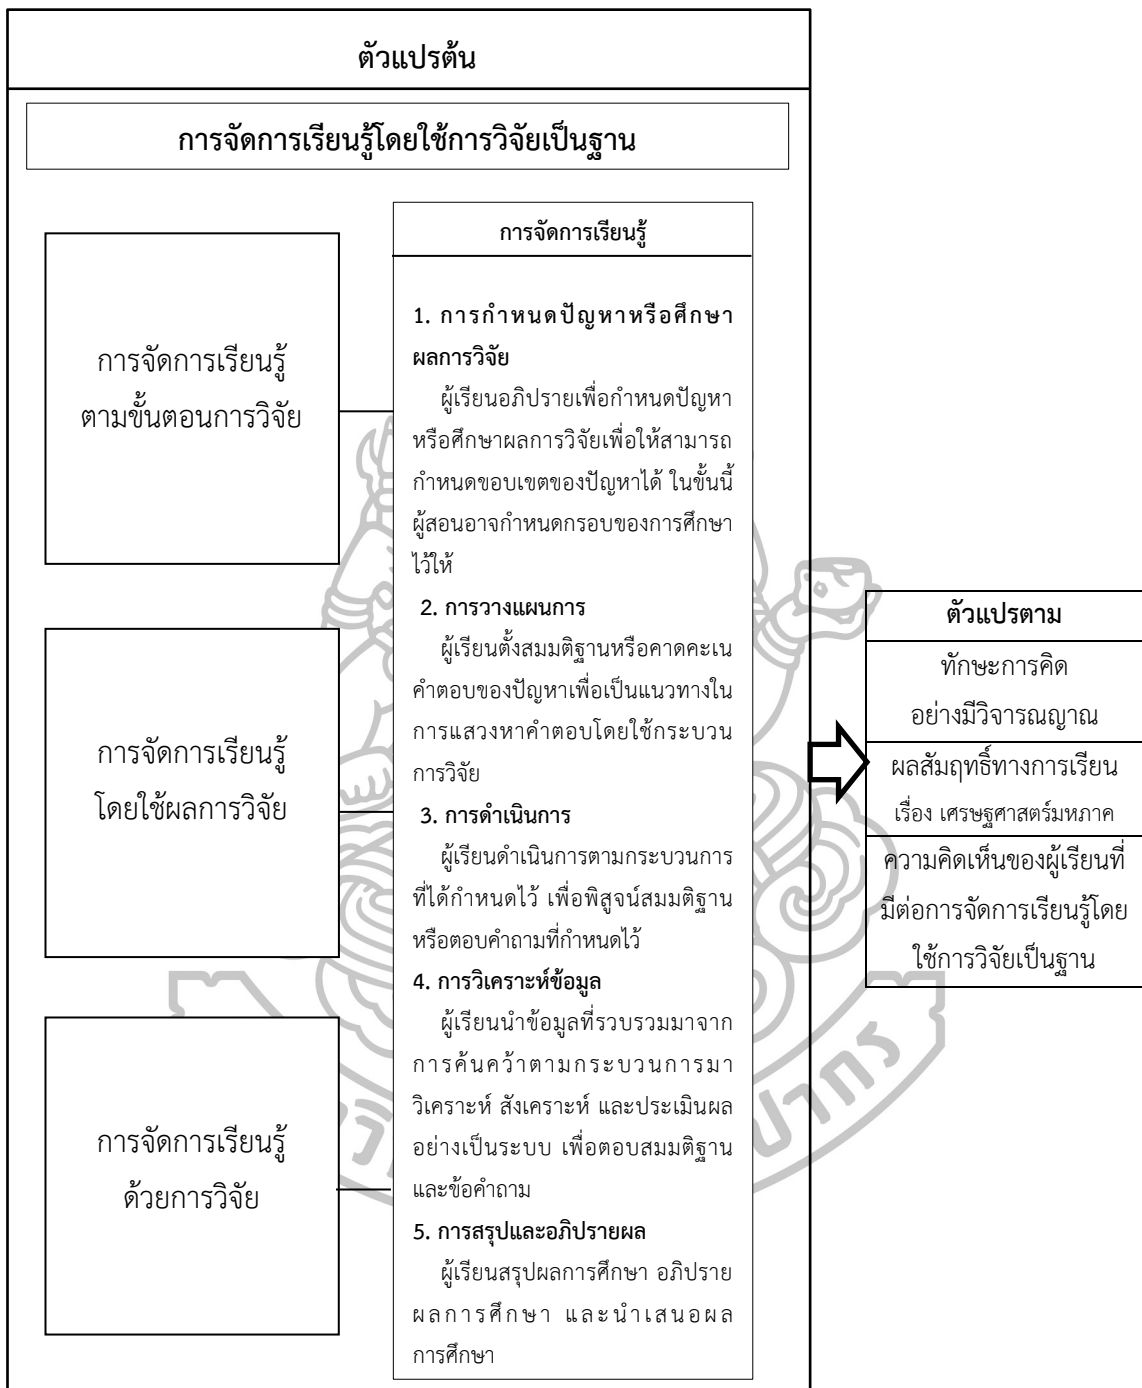 ตัวแปรต้น
การจัดการเรียนรู้โดยใช้การวิจัยเป็นฐาน
การจัดการเรียนรู้
ตามขั้นตอนการวิจัย
การจัดการเรียนรู้
โดยใช้ผลการวิจัย
การจัดการเรียนรู้
ด้วยการวิจัย
การจัดการเรียนรู้
1. การกำหนดปัญหาหรือศึกษา
ผลการวิจัย
ผู้เรียนอภิปรายเพื่อกำหนดปัญหา
หรือศึกษาผลการวิจัยเพื่อให้สามารถ
กำหนดขอบเขตของปัญหาได้ ในขั้นนี้
ผู้สอนอาจกำหนดกรอบของการศึกษา
ไว้ให้
2. การวางแผนการ
ผู้เรียนตั้งสมมติฐานหรือคาดคะเน
คำตอบของปัญหาเพื่อเป็นแนวทางใน
การแสวงหาคำตอบโดยใช้กระบวน
การวิจัย
3. การดำเนินการ
ผู้เรียนดำเนินการตามกระบวนการ
ที่ได้กำหนดไว้ เพื่อพิสูจน์สมมติฐาน
หรือตอบคำถามที่กำหนดไว้
4. การวิเคราะห์ข้อมูล
ผู้เรียนนำข้อมูลที่รวบรวมมาจาก
การค้นคว้าตามกระบวนการมา
วิเคราะห์ สังเคราะห์ และประเมินผล
อย่างเป็นระบบ เพื่อตอบสมมติฐาน
และข้อคำถาม
5. การสรุปและอภิปรายผล
ผู้เรียนสรุปผลการศึกษา อภิปราย
ผลการศึกษา และนำเสนอผล
การศึกษา
ตัวแปรตาม
ทักษะการคิด
อย่างมีวิจารณญาณ
ผลสัมฤทธิ์ทางการเรียน
เรื่อง เศรษฐศาสตร์มหภาค
ความคิดเห็นของผู้เรียนที่
มีต่อการจัดการเรียนรู้โดย
ใช้การวิจัยเป็นฐาน